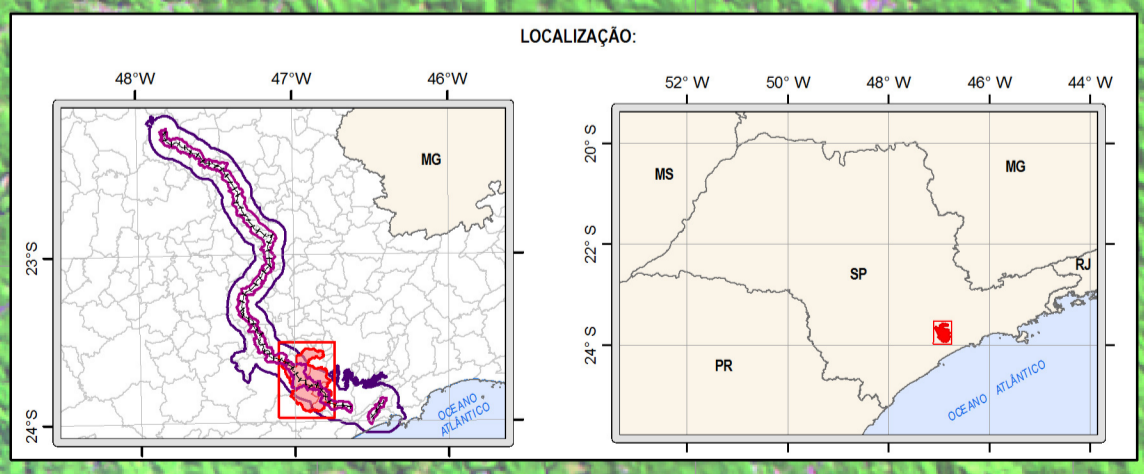 LOCALIZAÇÃO:
48°W 47°W 46°W
MG
23°S
24°S
OCEANO
ATLÂNTICO
52°W 50°W 48°W 46°W 44°W
20°S
22°S
24°S
MS
MG
SP
RJ
PR
OCEANO ATLÂNTICO